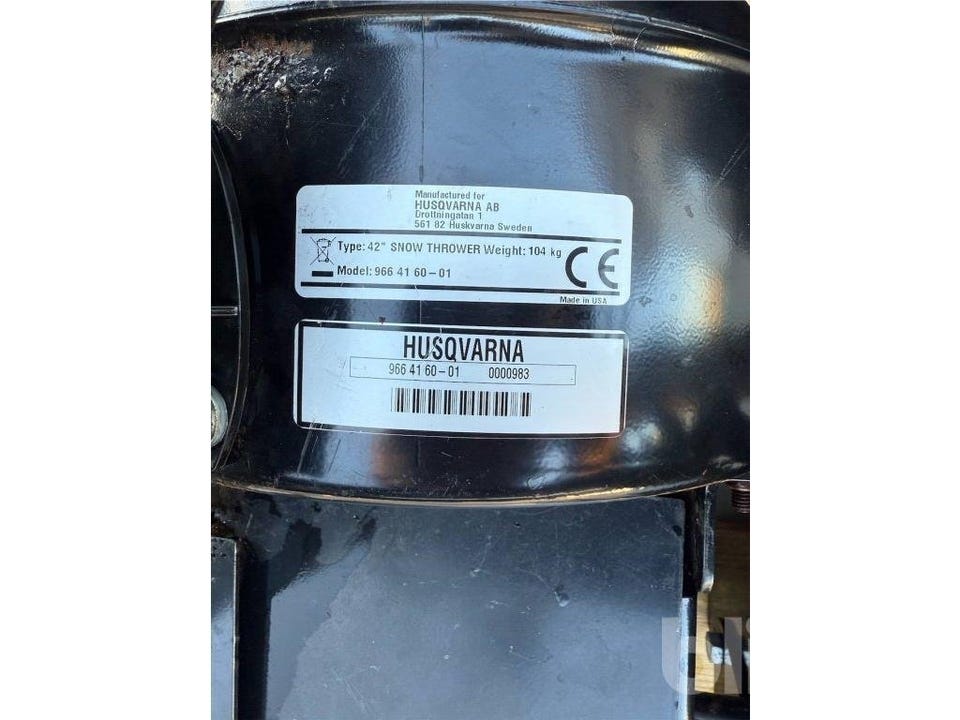 Manufactured for
HUSQVARNA AB
Drottningatan 1
561 82 Huskvarna Sweden
Type: 42" SNOW THROWER Weight: 104 kg
Model: 966 41 60-01
CE
Made in USA
HUSQVARNA
966 41 60-01 0000983